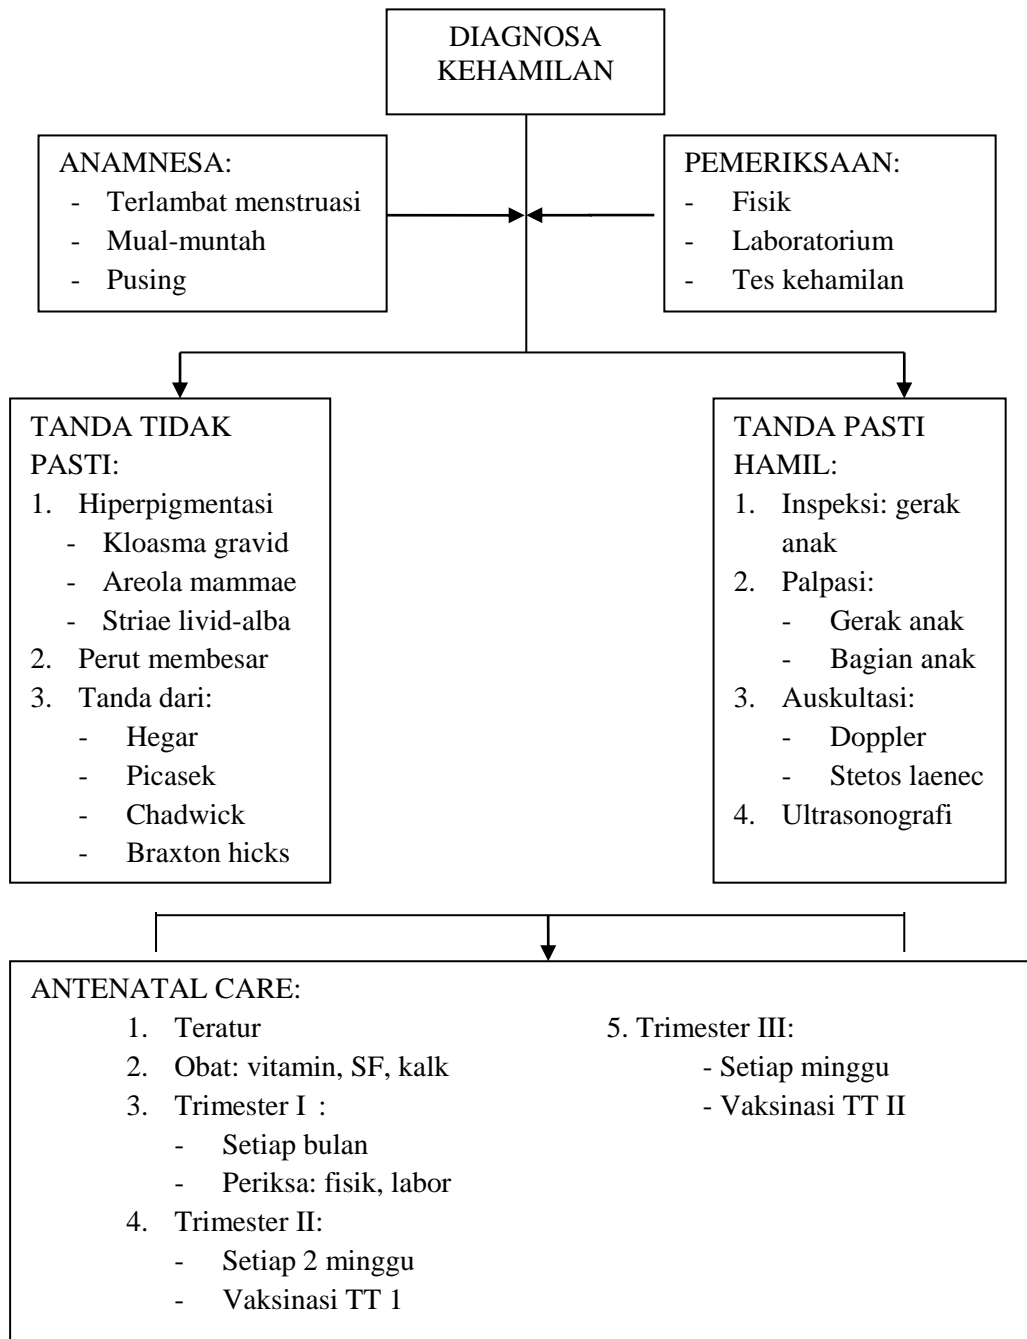 DIAGNOSA
KEHAMILAN
ANAMNESA:
- Terlambat menstruasi
- Mual-muntah
- Pusing
PEMERIKSAAN:
- Fisik
- Laboratorium
- Tes kehamilan
TANDA TIDAK
PASTI:
1. Hiperpigmentasi
- Kloasma gravid
- Areola mammae
- Striae livid-alba
2. Perut membesar
3. Tanda dari:
- Hegar
- Picasek
- Chadwick
- Braxton hicks
TANDA PASTI
HAMIL:
1. Inspeksi: gerak
anak
2. Palpasi:
- Gerak anak
- Bagian anak
3. Auskultasi:
- Doppler
- Stetos laenec
4. Ultrasonografi
ANTENATAL CARE:
1. Teratur
2. Obat: vitamin, SF, kalk
3. Trimester I :
- Setiap bulan
- Periksa: fisik, labor
4. Trimester II:
- Setiap 2 minggu
- Vaksinasi TT 1
5. Trimester III:
- Setiap minggu
- Vaksinasi TT II